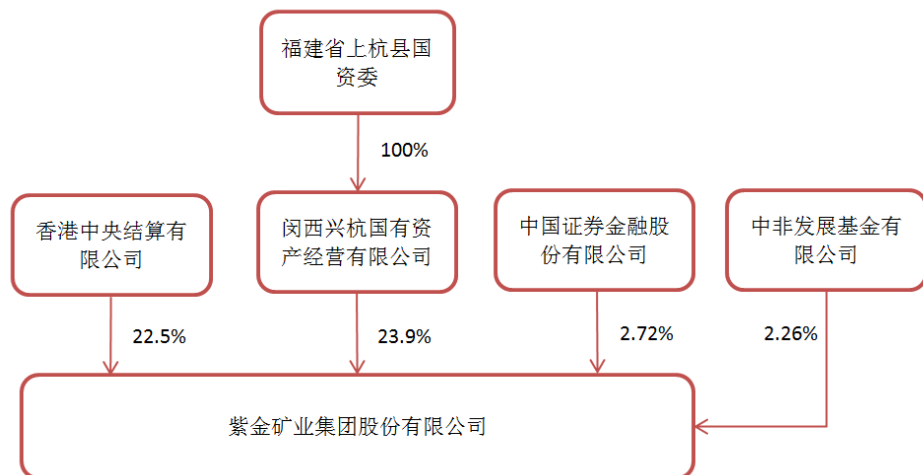 福建省上杭县国
资委
100%
香港中央结算有
限公司
闵西兴杭国有资
产经营有限公司
中国证券金融股
份有限公司
中非发展基金有
限公司
22.5%
23.9%
2.72%
2.26%
紫金矿业集团股份有限公司